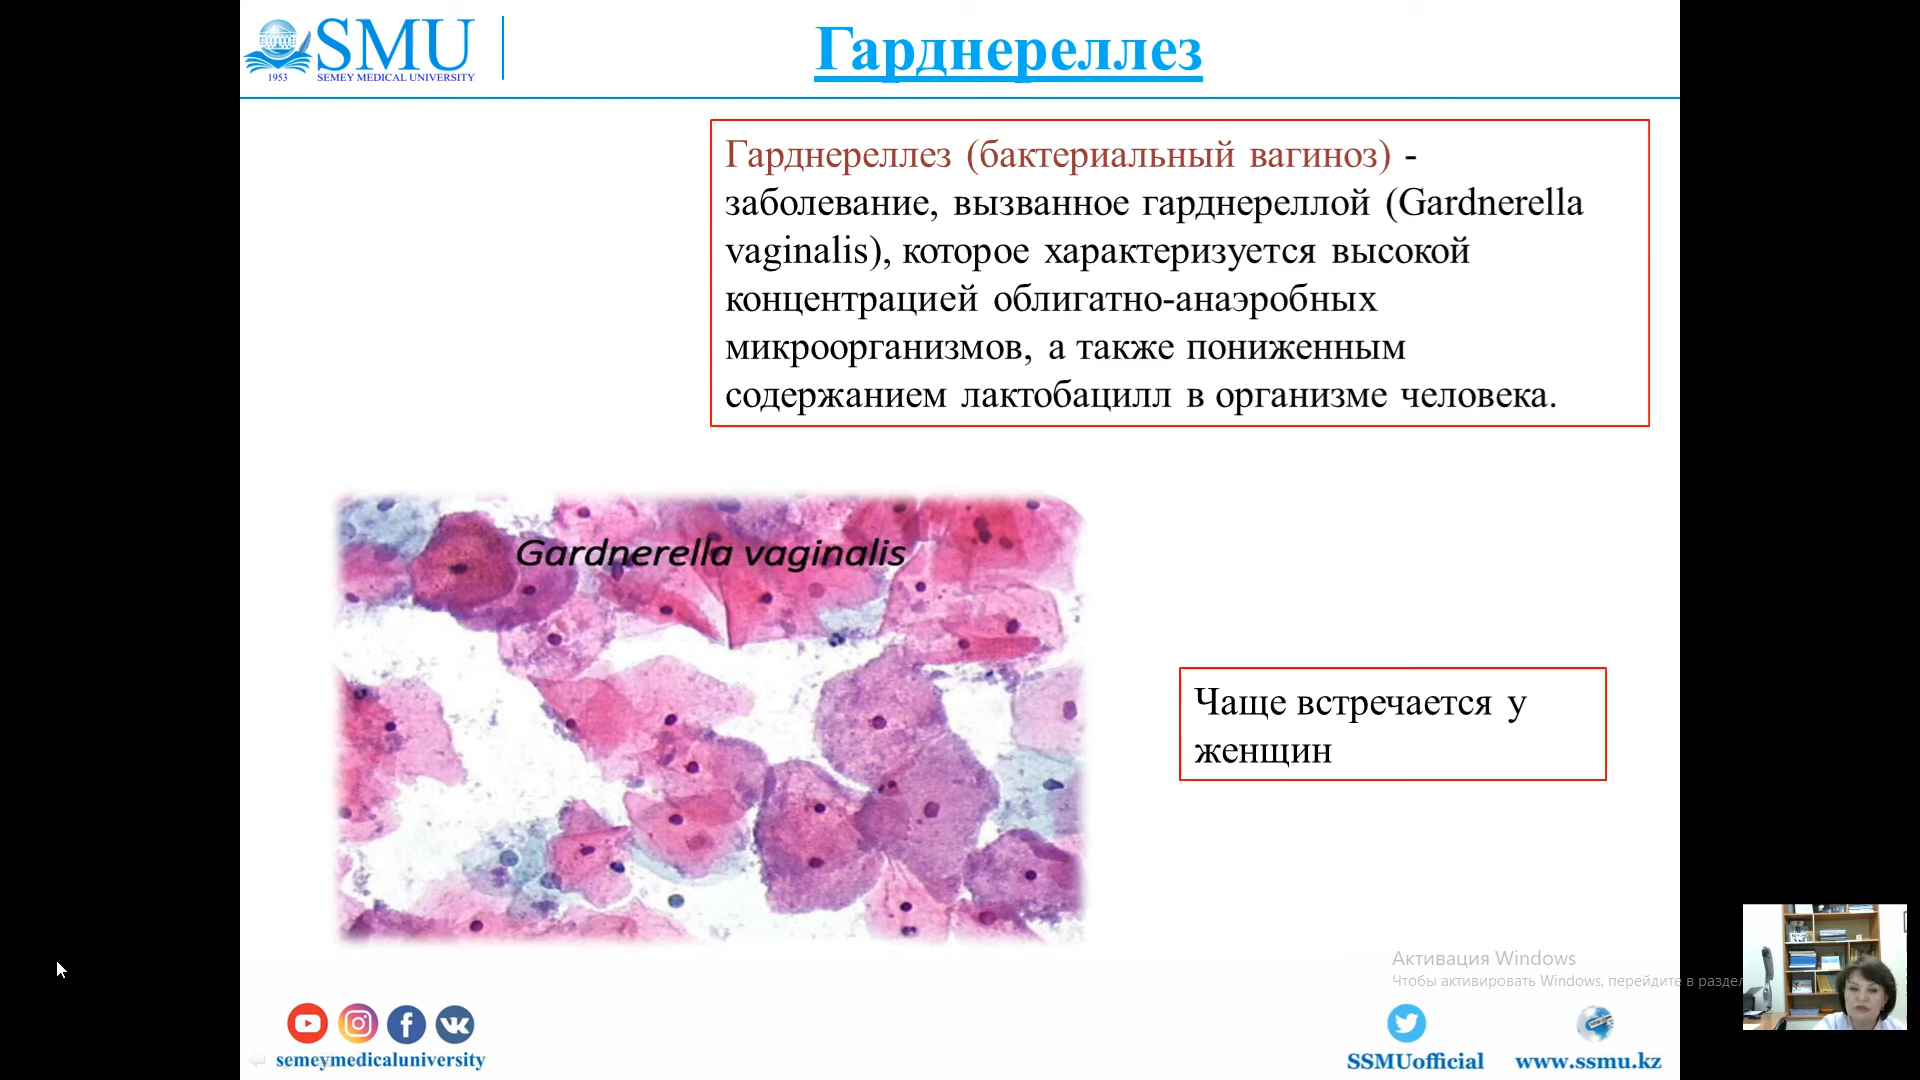 SMU
1953
SEMEY MEDICAL UNIVERSITY
Гарднереллез
Гарднереллез (бактериальный вагиноз) -
заболевание, вызванное гарднереллой (Gardnerella
vaginalis), которое характеризуется высокой
концентрацией облигатно-анаэробных
микроорганизмов, а также пониженным
содержанием лактобацилл в организме человека.
Gardnerella vaginalis
Чаще встречается у
женщин
Активация Windows
Чтобы активировать Windows, перейдите в раздел
semeymedicaluniversity
SSMUofficial
www.ssmu.kz